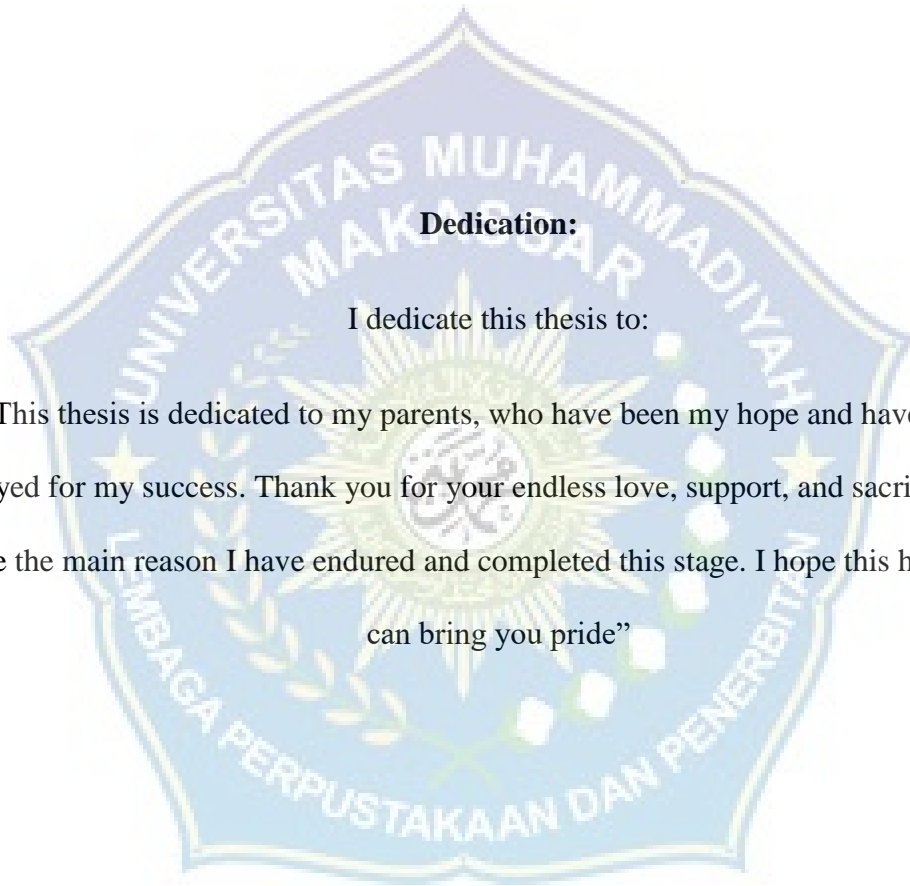 UNIVERSITAS MUHAMMADIYAH
MAKASSAR
Dedication:
I dedicate this thesis to:
This thesis is dedicated to my parents, who have been my hope and have
yed for my success. Thank you for your endless love, support, and sacri
e the main reason I have endured and completed this stage. I hope this h
can bring you pride”
LEMBAGA PERPUSTAKAAN DAN PENERBITAN